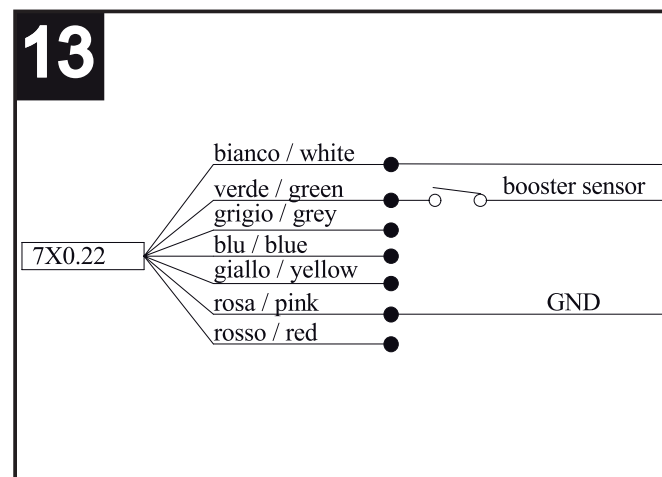 13
bianco / white
verde / green
booster sensor
grigio / grey
blu / blue
7X0.22
giallo / yellow
rosa / pink
GND
rosso / red